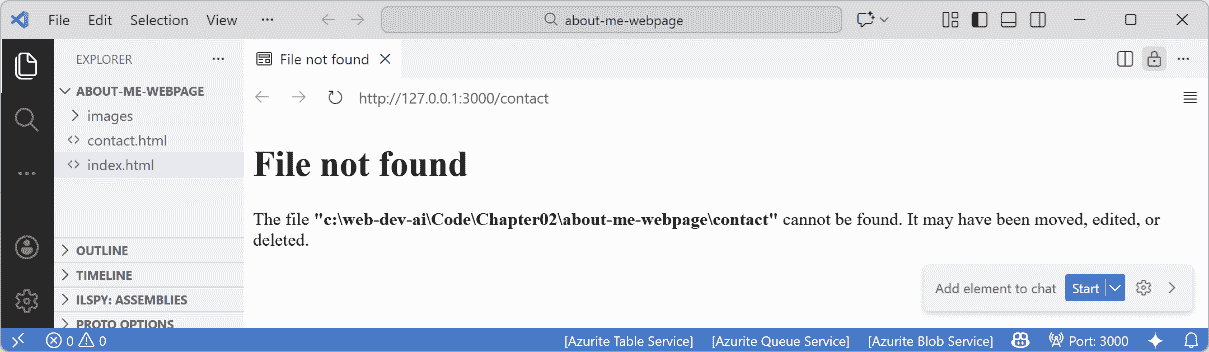 File Edit Selection View ··· about-me-webpage
EXPLORER ···
File not found
ABOUT-ME-WEBPAGE
images
contact.html
index.html
http://127.0.0.1:3000/contact
File not found
The file "c:\web-dev-ai\Code\Chapter02\about-me-webpage\contact" cannot be found. It may have been moved, edited, or
deleted.
OUTLINE
TIMELINE
ILSPY: ASSEMBLIES
PROTO OPTIONS
Add element to chat Start
0 0 [Azurite Table Service] [Azurite Queue Service] [Azurite Blob Service] Port: 3000